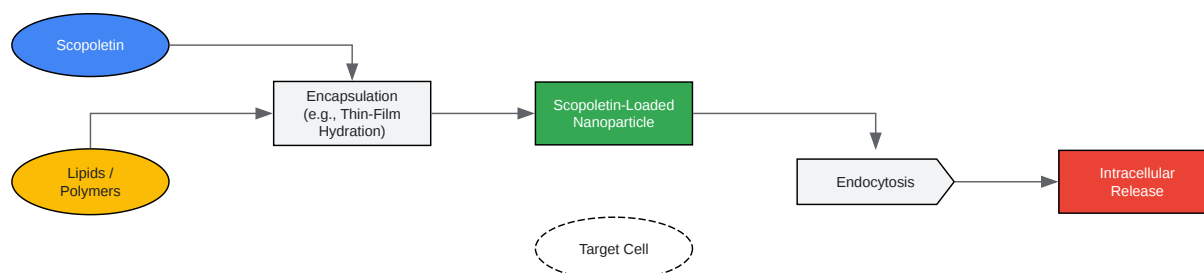 Scopoletin
Encapsulation
(e.g., Thin-Film
Hydration)
Scopoletin-Loaded
Nanoparticle
Lipids /
Polymers
Endocytosis
Intracellular
Release
Target Cell